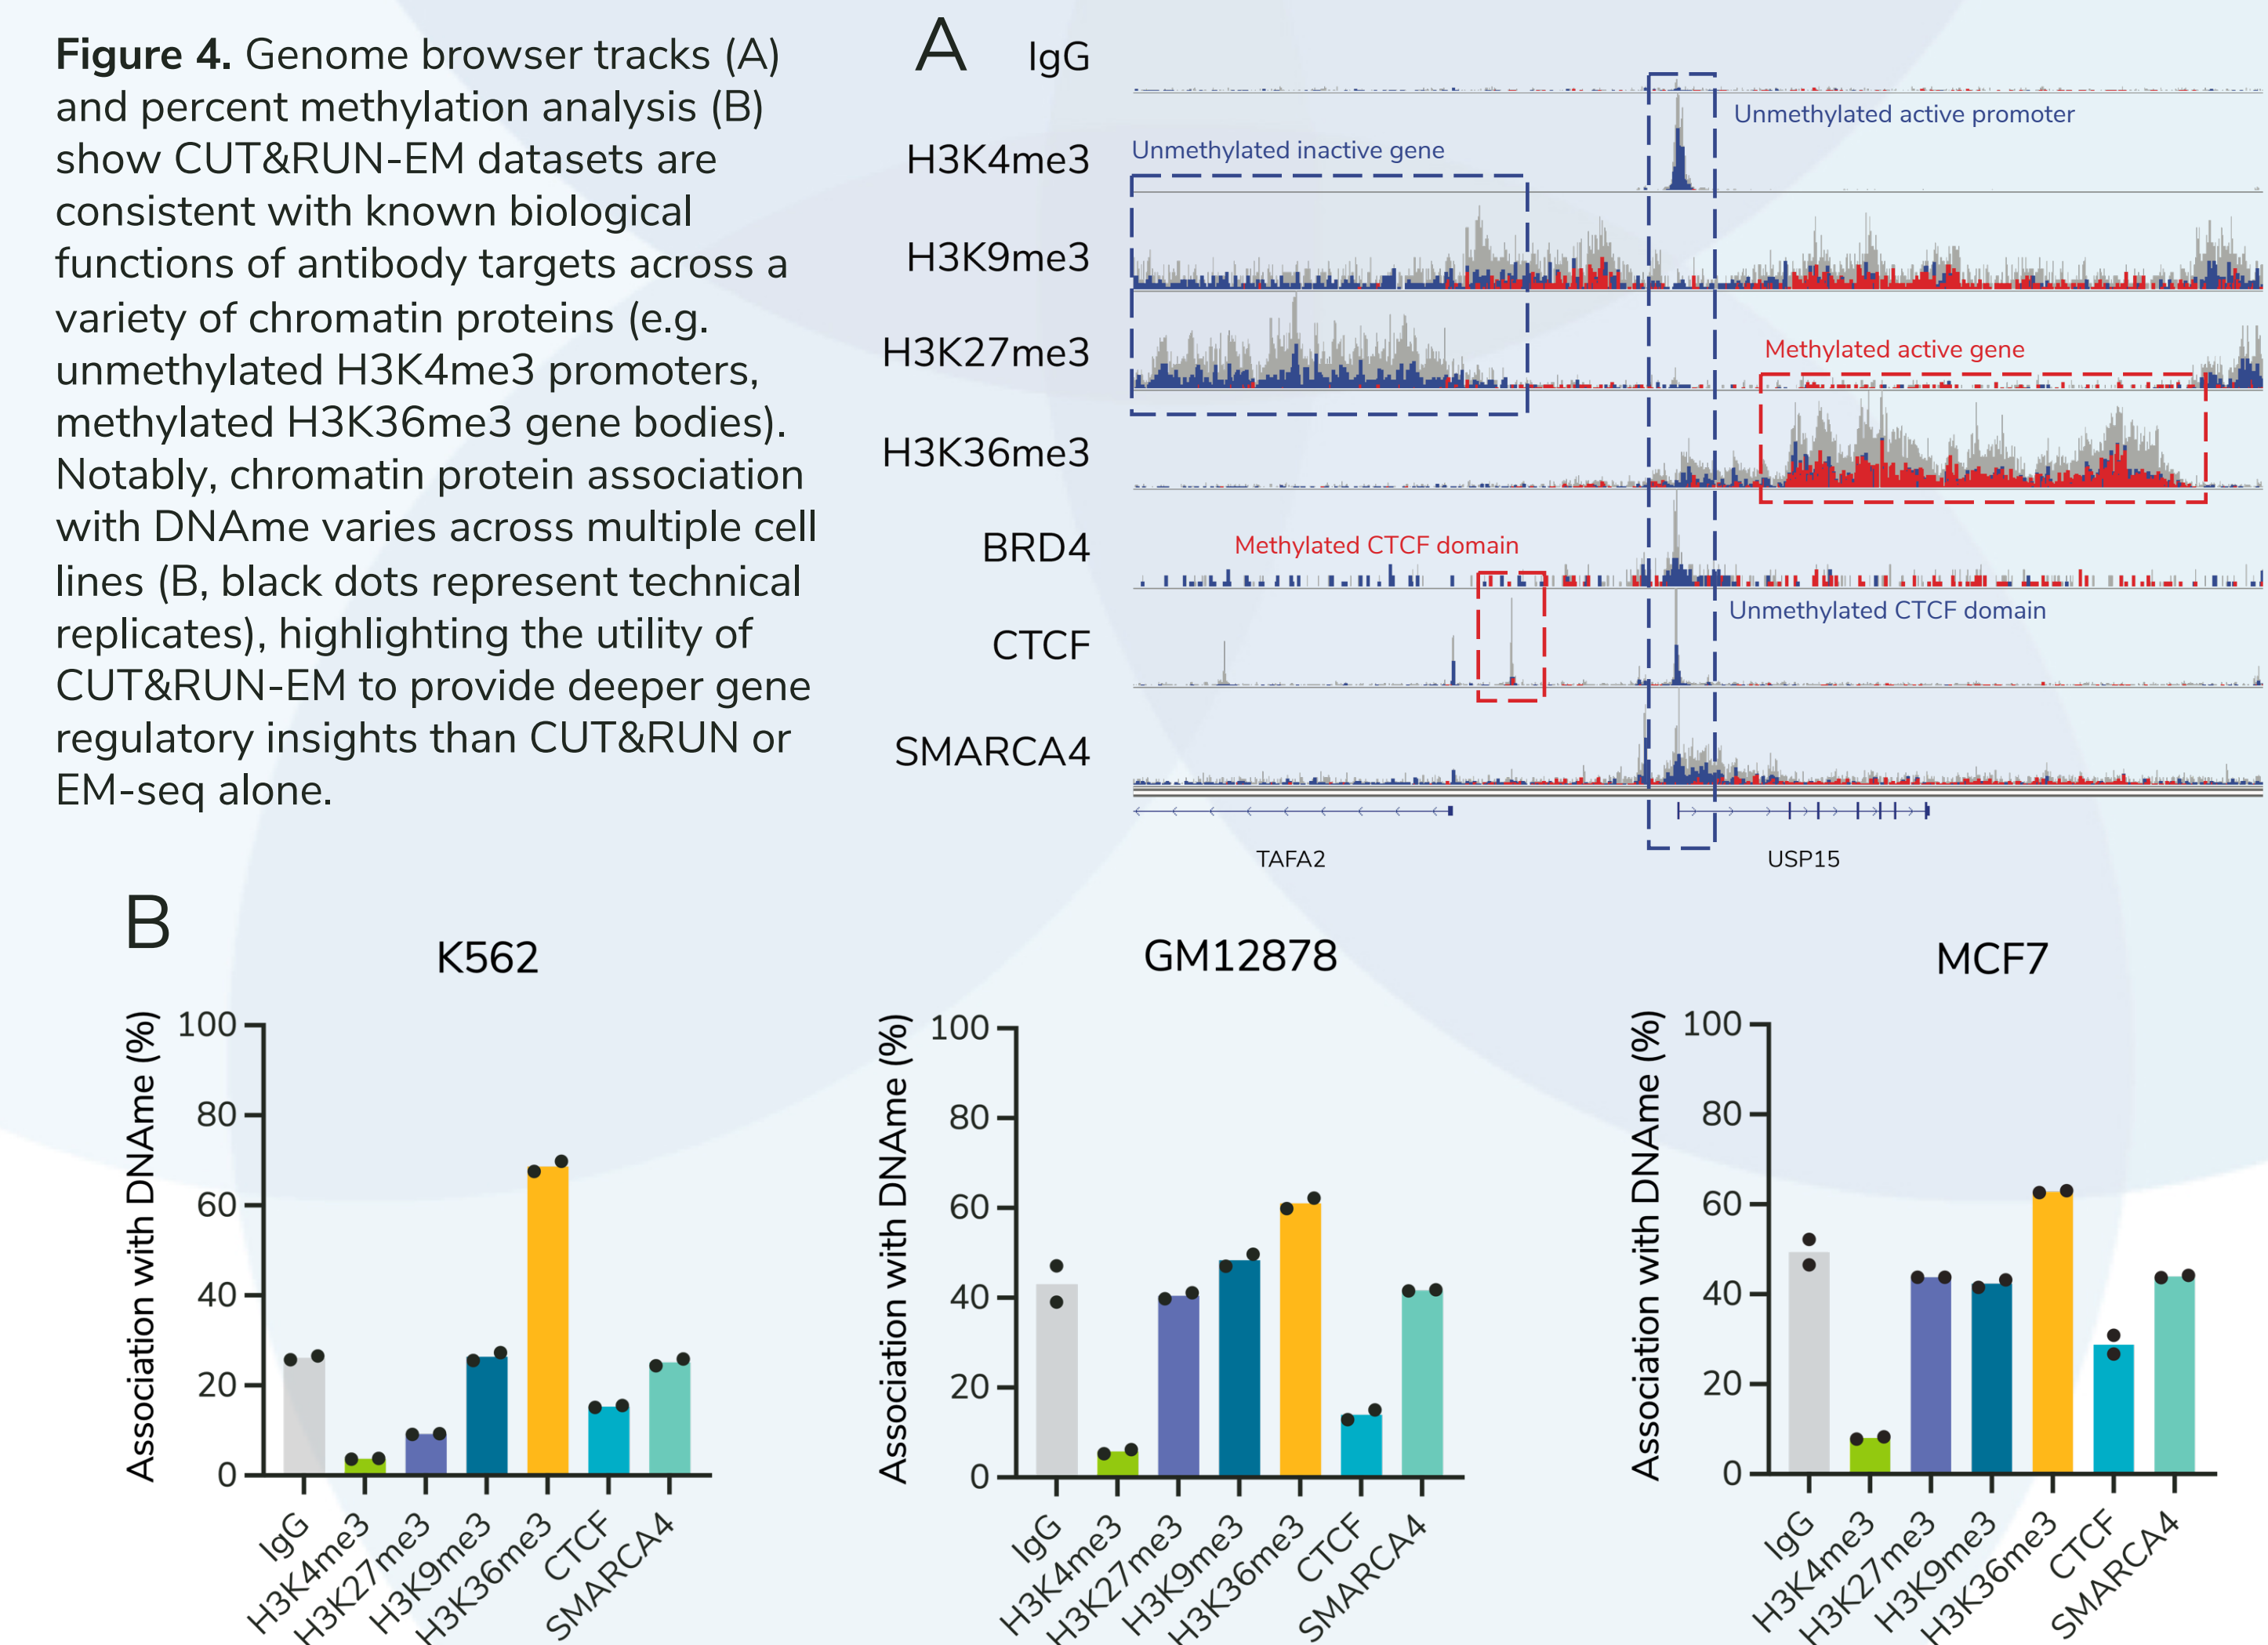 Figure 4. Genome browser tracks (A)
and percent methylation analysis (B)
show CUT&RUN-EM datasets are
consistent with known biological
functions of antibody targets across a
variety of chromatin proteins (e.g.
unmethylated H3K4me3 promoters,
methylated H3K36me3 gene bodies).
Notably, chromatin protein association
with DNAme varies across multiple cell
lines (B, black dots represent technical
replicates), highlighting the utility of
CUT&RUN-EM to provide deeper gene
regulatory insights than CUT&RUN or
EM-seq alone.
A
IgG
Unmethylated active promoter
H3K4me3
Unmethylated inactive gene
H3K9me3
H3K27me3
Methylated active gene
H3K36me3
BRD4
Methylated CTCF domain
Unmethylated CTCF domain
CTCF
SMARCA4
TAFA2
USP15
B
K562
Association with DNAme (%)
100
80
60
40
20
0
IgG
H3K4me3
H3K27me3
H3K9me3
H3K36me3
CTCF
SMARCA4
GM12878
Association with DNAme (%)
100
80
60
40
20
0
IgG
H3K4me3
H3K27me3
H3K9me3
H3K36me3
CTCF
SMARCA4
MCF7
Association with DNAme (%)
100
80
60
40
20
0
IgG
H3K4me3
H3K27me3
H3K9me3
H3K36me3
CTCF
SMARCA4